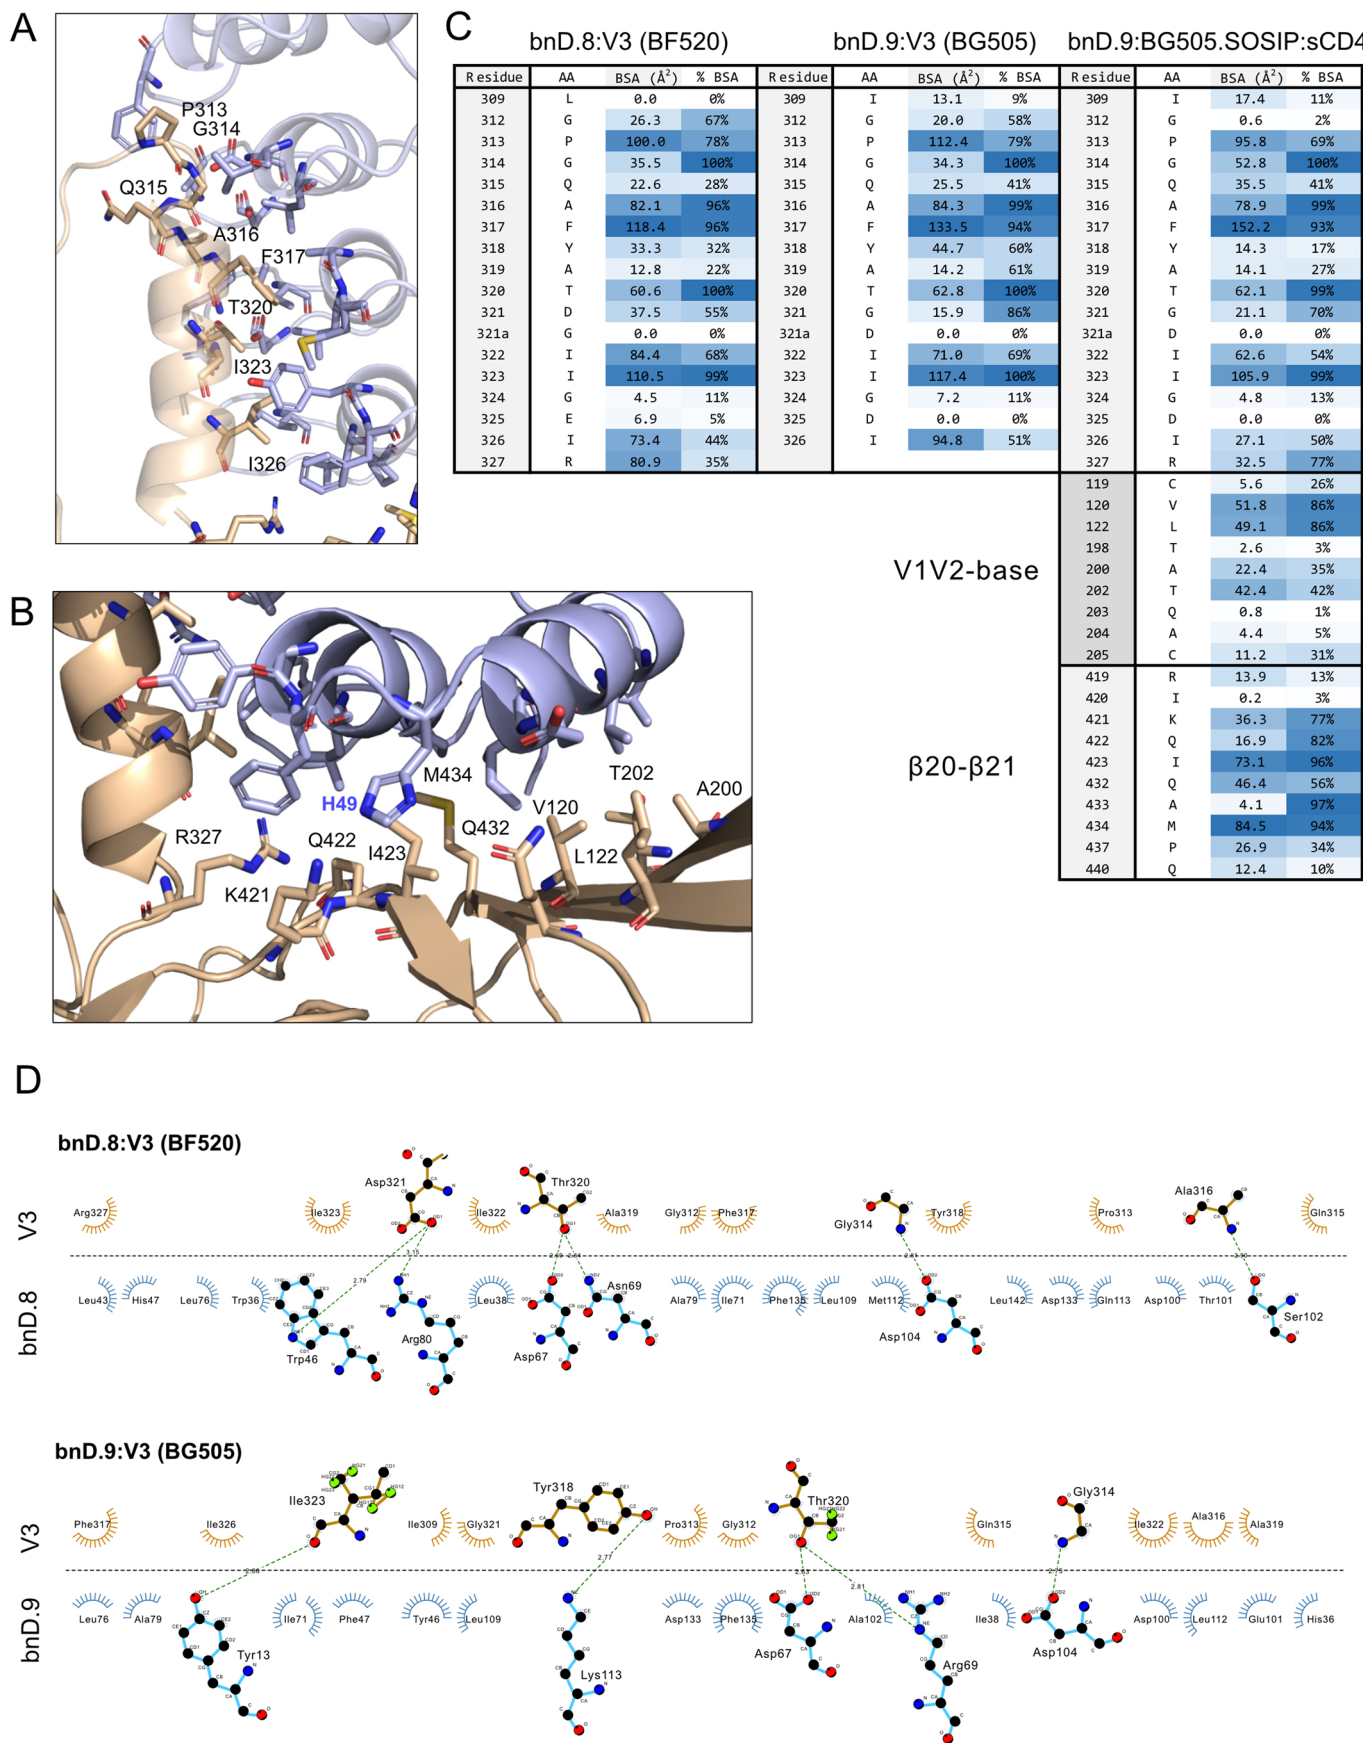 A
P313
G314
Q315
A316
F317
T320
I323
I326
B
H49
M434
T202
A200
V120
R327
Q422
I423
Q432
L122
K421
C
bnD.8:V3 (BF520) bnD.9:V3 (BG505) bnD.9:BG505.SOSIP:sCD4
Residue AA BSA (Å²) % BSA Residue AA BSA (Å²) % BSA Residue AA BSA (Å²) % BSA
309 L 0.0 0% 309 I 13.1 9% 309 I 17.4 11%
312 G 26.3 67% 312 G 20.0 58% 312 G 0.6 2%
313 P 100.0 78% 313 P 112.4 79% 313 P 95.8 69%
314 G 35.5 100% 314 G 34.3 100% 314 G 52.8 100%
315 Q 22.6 28% 315 Q 25.5 41% 315 Q 35.5 41%
316 A 82.1 96% 316 A 84.3 99% 316 A 78.9 99%
317 F 118.4 96% 317 F 133.5 94% 317 F 152.2 93%
318 Y 33.3 32% 318 Y 44.7 60% 318 Y 14.3 17%
319 A 12.8 22% 319 A 14.2 61% 319 A 14.1 27%
320 T 60.6 100% 320 T 62.8 100% 320 T 62.1 99%
321 D 37.5 55% 321 G 15.9 86% 321 G 21.1 70%
321a G 0.0 0% 321a D 0.0 0% 321a D 0.0 0%
322 I 84.4 68% 322 I 71.0 69% 322 I 62.6 54%
323 I 110.5 99% 323 I 117.4 100% 323 I 105.9 99%
324 G 4.5 11% 324 G 7.2 11% 324 G 4.8 13%
325 E 6.9 5% 325 D 0.0 0% 325 D 0.0 0%
326 I 73.4 44% 326 I 94.8 51% 326 I 27.1 50%
327 R 80.9 35% 327 R 32.5 77%
119 C 5.6 26%
120 V 51.8 86%
122 L 49.1 86%
198 T 2.6 3%
V1V2-base 200 A 22.4 35%
202 T 42.4 42%
203 Q 0.8 1%
204 A 4.4 5%
205 C 11.2 31%
419 R 13.9 13%
420 I 0.2 3%
421 K 36.3 77%
422 Q 16.9 82%
β20-β21 423 I 73.1 96%
432 Q 46.4 56%
433 A 4.1 97%
434 M 84.5 94%
437 P 26.9 34%
440 Q 12.4 10%
D
bnD.8:V3 (BF520)
V3
Arg327 Ile323 Asp321 Ile322 Thr320 Ala319 Gly312 Phe317 Gly314 Tyr318 Pro313 Ala316 Gln315
2.79 3.15
bnD.8
Leu43 His47 Leu76 Trp36 Trp46 Arg80 Leu38 Asp67 Asn69 Ala79 Ile71 Phe135 Leu109 Met112 Asp104 Leu142 Asp133 Gln113 Asp100 Thr101 Ser102
bnD.9:V3 (BG505)
V3
Phe317 Ile326 Ile323 Ile309 Gly321 Tyr318 Pro313 Gly312 Thr320 Gln315 Gly314 Ile322 Ala316 Ala319
2.77 2.81
bnD.9
Leu76 Ala79 Tyr13 Ile71 Phe47 Tyr46 Leu109 Lys113 Asp133 Phe135 Asp67 Ala102 Arg69 Ile38 Asp104 Asp100 Leu112 Glu101 His36